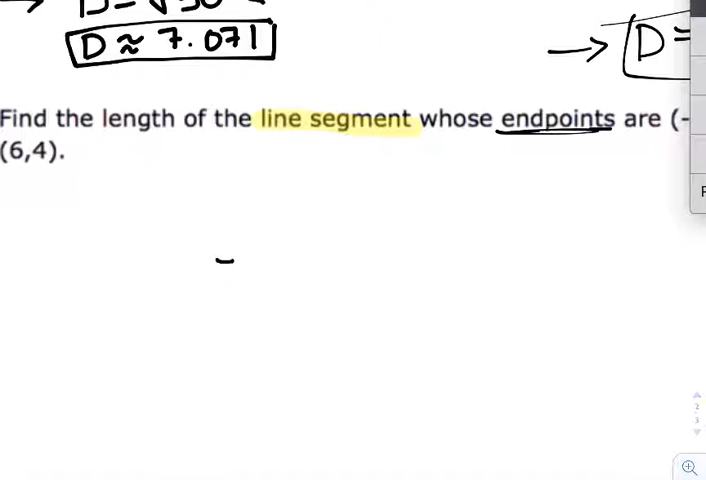 D ≈ 7.071
→ D =
Find the length of the line segment whose endpoints are (-
(6,4).